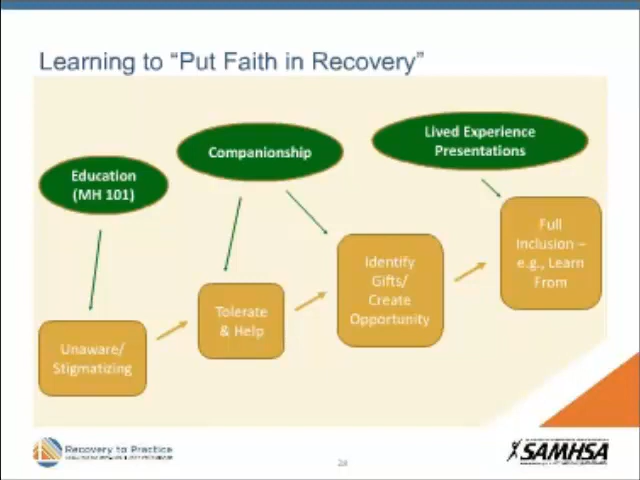 Learning to “Put Faith in Recovery”
Education
(MH 101)
Companionship
Lived Experience
Presentations
Unaware/
Stigmatizing
Tolerate
& Help
Identify
Gifts/
Create
Opportunity
Full
Inclusion –
e.g., Learn
From
Recovery to Practice
24
SAMHSA